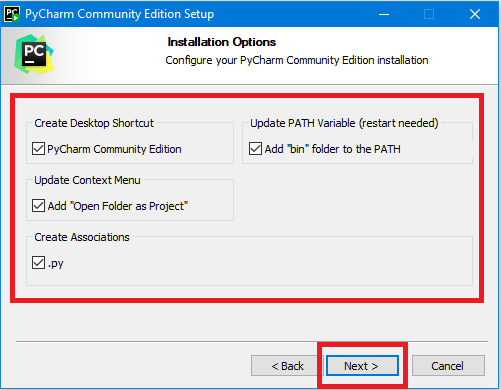 PyCharm Community Edition Setup
PC
Installation Options
Configure your PyCharm Community Edition installation
Create Desktop Shortcut
PyCharm Community Edition
Update PATH Variable (restart needed)
Add "bin" folder to the PATH
Update Context Menu
Add "Open Folder as Project"
Create Associations
.py
< Back
Next >
Cancel